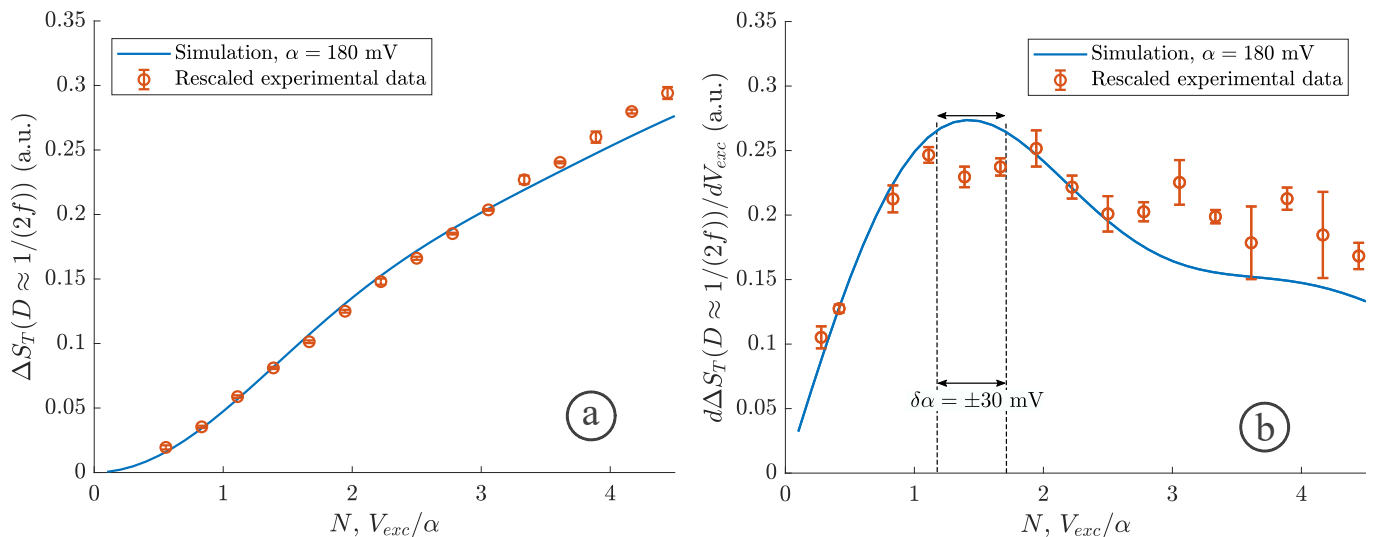 0.35
0.3
0.25
0.2
0.15
0.1
0.05
0
0 1 2 3 4
ΔS_T(D ≈ 1/(2f)) (a.u.)
N, V_exc/α
Simulation, α = 180 mV
Rescaled experimental data
a
0.35
0.3
0.25
0.2
0.15
0.1
0.05
0
0 1 2 3 4
dΔS_T(D ≈ 1/(2f))/dV_exc (a.u.)
N, V_exc/α
Simulation, α = 180 mV
Rescaled experimental data
δα = ±30 mV
b